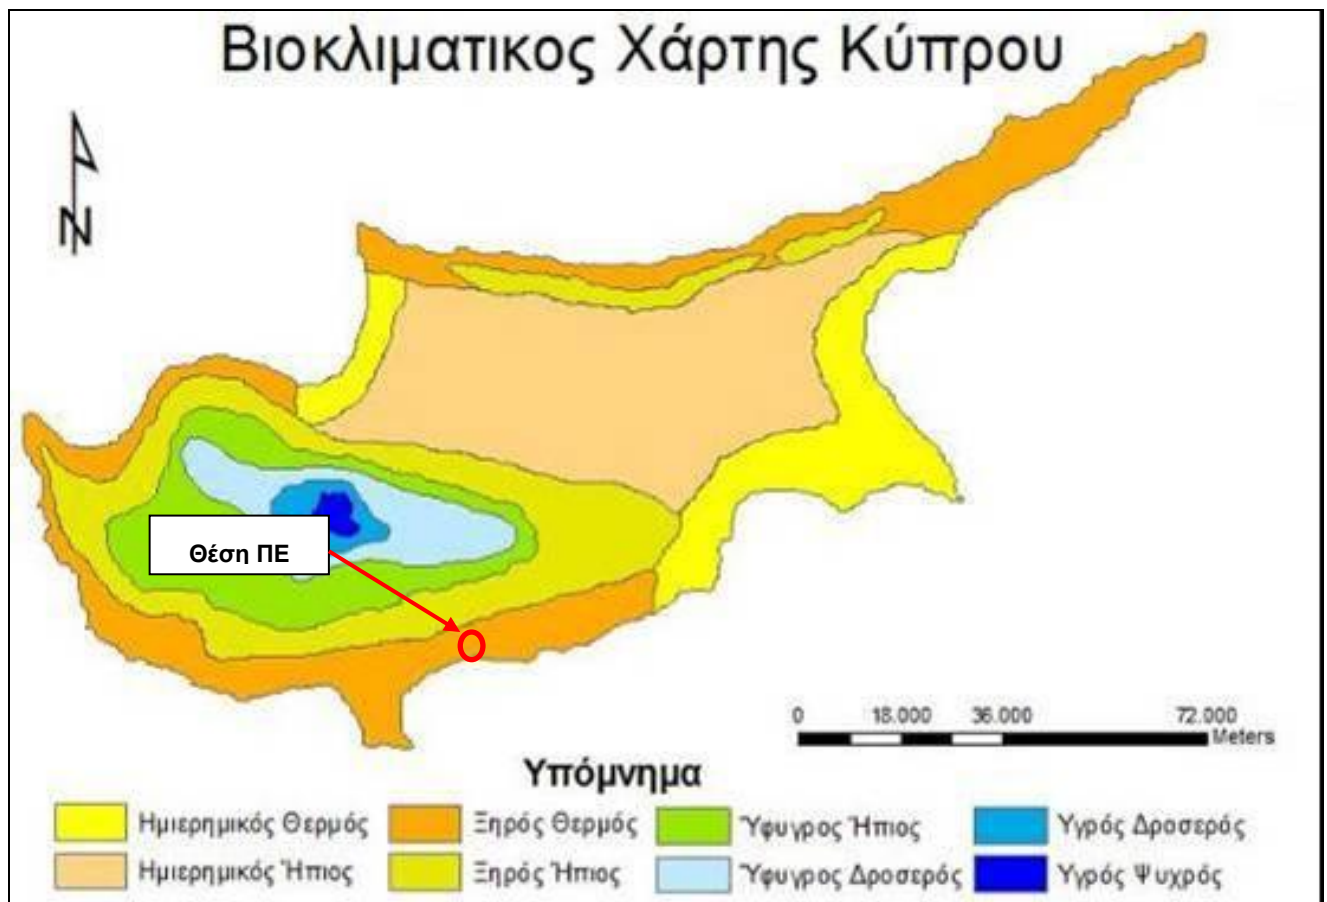 Βιοκλιματικος Χάρτης Κύπρου
N
Θέση ΠΕ
0 18.000 36.000 72.000
Meters
Υπόμνημα
Ημιερημικός Θερμός
Ξηρός Θερμός
Ύφυγρος Ήπιος
Υγρός Δροσερός
Ημιερημικός Ήπιος
Ξηρός Ήπιος
Ύφυγρος Δροσερός
Υγρός Ψυχρός